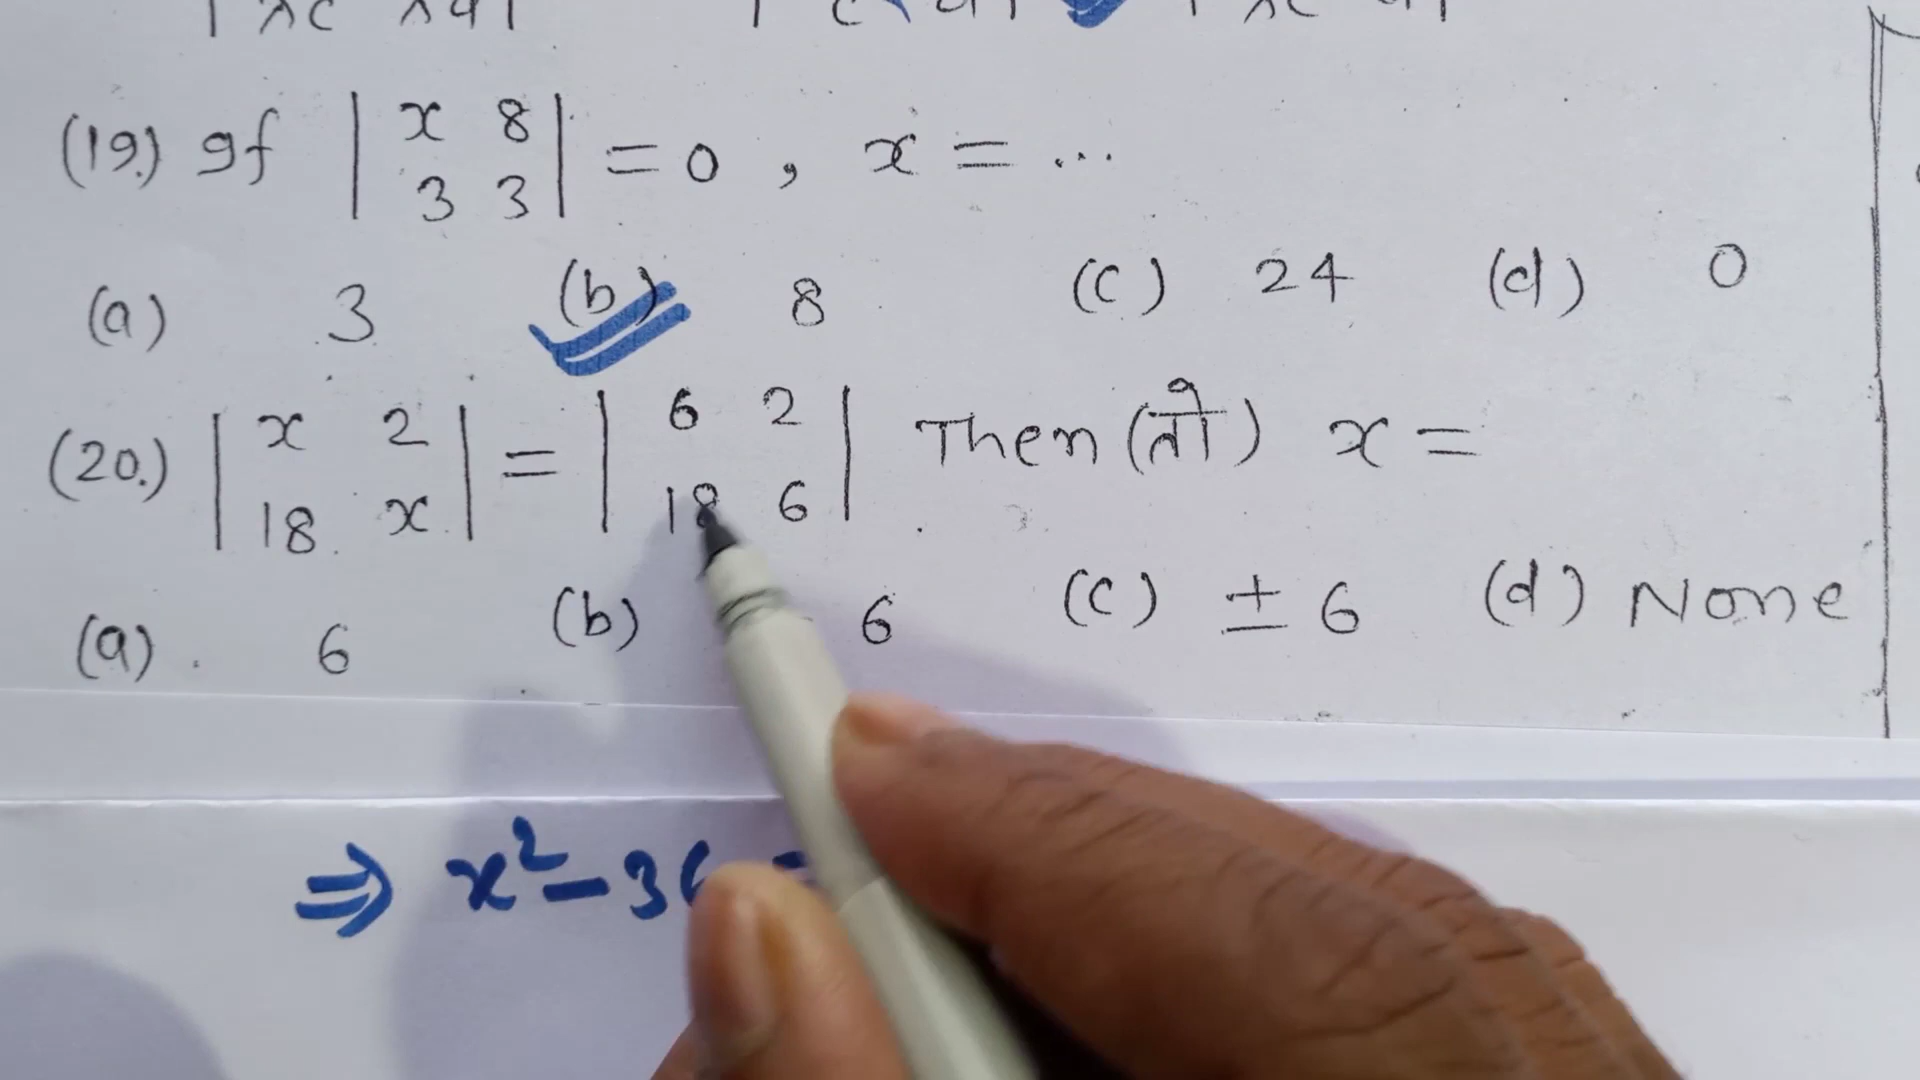 (19.) If | x 8 | = 0 , x = ...
| 3 3 |
(a) 3 (b) 8 (c) 24 (d) 0
(20.) | x 2 | = | 6 2 | Then (तो) x =
| 18 x | | 18 6 |
(a). 6 (b) 6 (c) ± 6 (d) None
⇒ x² - 36 =